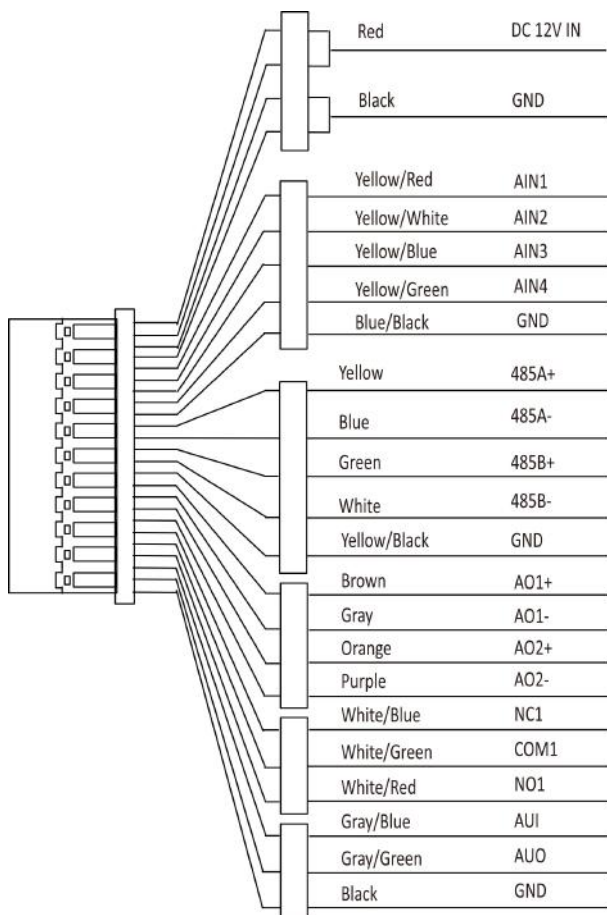 Red DC 12V IN
Black GND
Yellow/Red AIN1
Yellow/White AIN2
Yellow/Blue AIN3
Yellow/Green AIN4
Blue/Black GND
Yellow 485A+
Blue 485A-
Green 485B+
White 485B-
Yellow/Black GND
Brown AO1+
Gray AO1-
Orange AO2+
Purple AO2-
White/Blue NC1
White/Green COM1
White/Red NO1
Gray/Blue AUI
Gray/Green AUO
Black GND